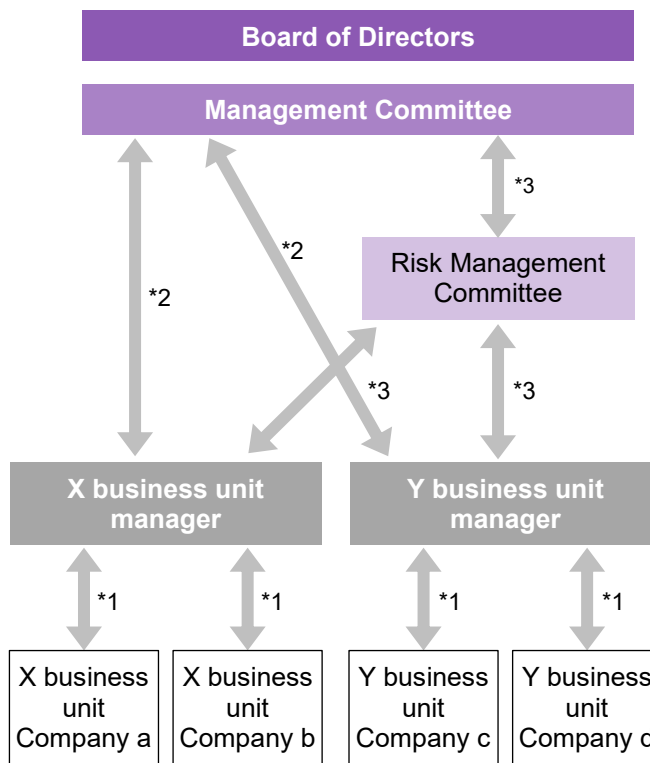 Board of Directors
Management Committee
*3
*2
Risk Management
Committee
*2
*3
*3
X business unit
manager
Y business unit
manager
*1
*1
*1
*1
X business
unit
Company a
X business
unit
Company b
Y business
unit
Company c
Y business
unit
Company d